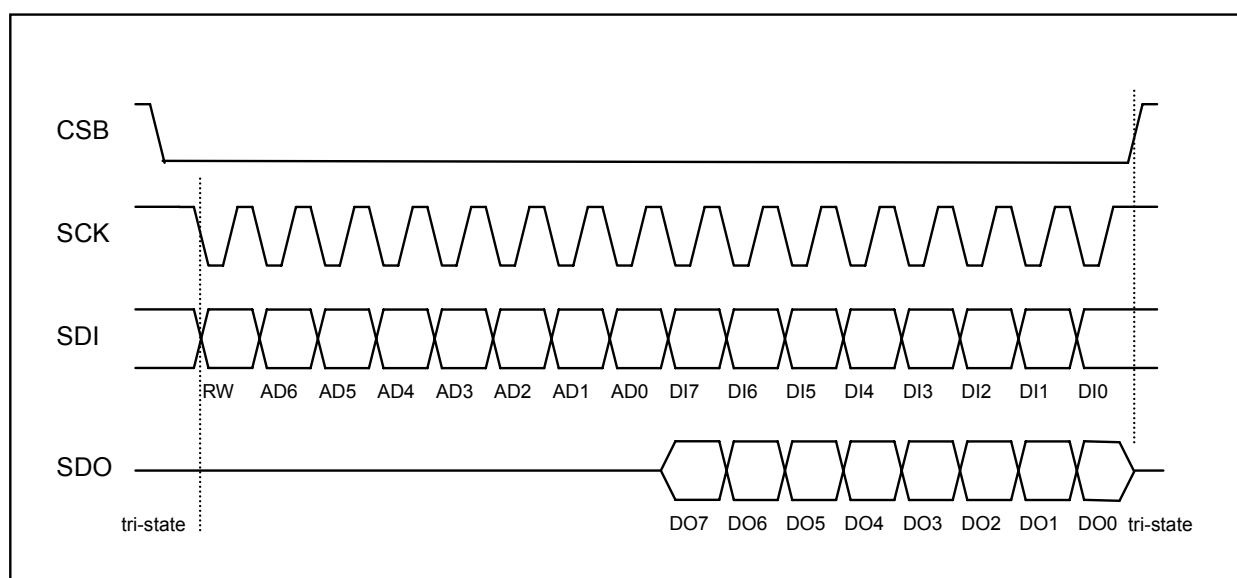 CSB
SCK
SDI
RW AD6 AD5 AD4 AD3 AD2 AD1 AD0 DI7 DI6 DI5 DI4 DI3 DI2 DI1 DI0
SDO
tri-state DO7 DO6 DO5 DO4 DO3 DO2 DO1 DO0 tri-state